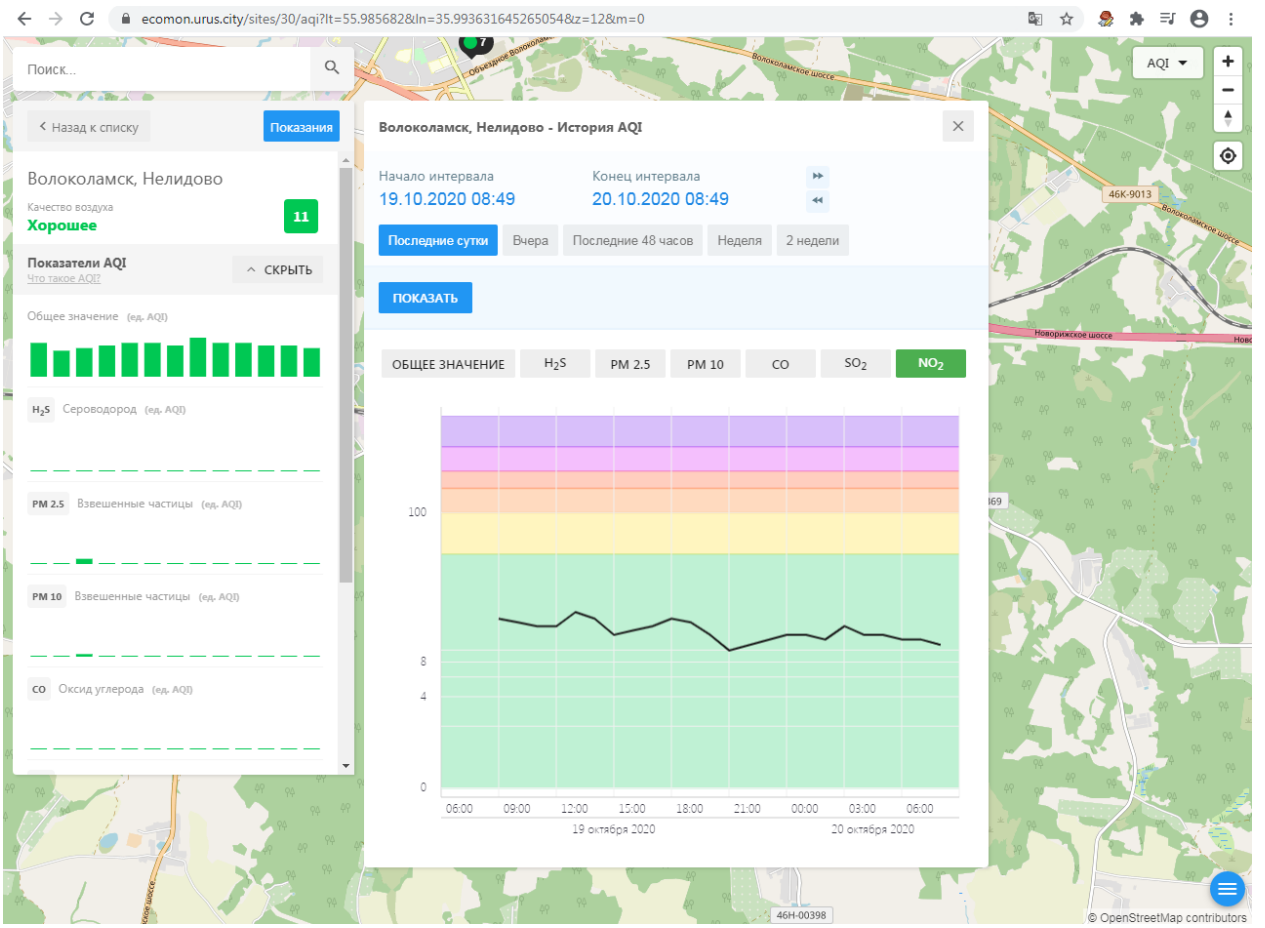 ecomon.urus.city/sites/30/aqi?lt=55.985682&ln=35.993631645265054&z=12&m=0
Поиск...
7
Объездное
Волоколамское шоссе
AQI
+
−
Назад к списку
Показания
Волоколамск, Нелидово - История AQI
Волоколамск, Нелидово
Качество воздуха
Хорошее
11
Начало интервала
Конец интервала
19.10.2020 08:49
20.10.2020 08:49
46К-9013
Последние сутки
Вчера
Последние 48 часов
Неделя
2 недели
Показатели AQI
Что такое AQI?
СКРЫТЬ
ПОКАЗАТЬ
Общее значение (ед. AQI)
Новорижское шоссе
ОБЩЕЕ ЗНАЧЕНИЕ
H₂S
PM 2.5
PM 10
CO
SO₂
NO₂
H₂S Сероводород (ед. AQI)
PM 2.5 Взвешенные частицы (ед. AQI)
PM 10 Взвешенные частицы (ед. AQI)
CO Оксид углерода (ед. AQI)
100
8
4
0
06:00 09:00 12:00 15:00 18:00 21:00 00:00 03:00 06:00
19 октября 2020
20 октября 2020
46Н-00398
© OpenStreetMap contributors